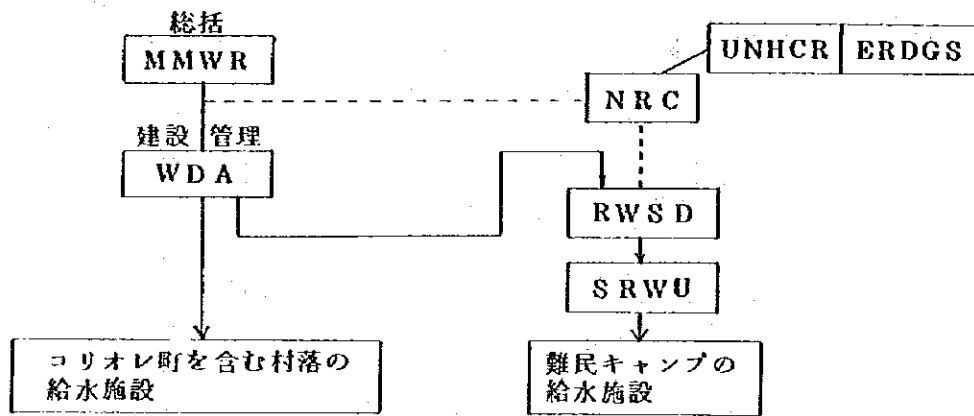 総括
MMWR
UNHCR ERDGS
NRC
建設 管理
WDA
RWSD
SRWU
コリオレ町を含む村落の
給水施設
難民キャンプの
給水施設